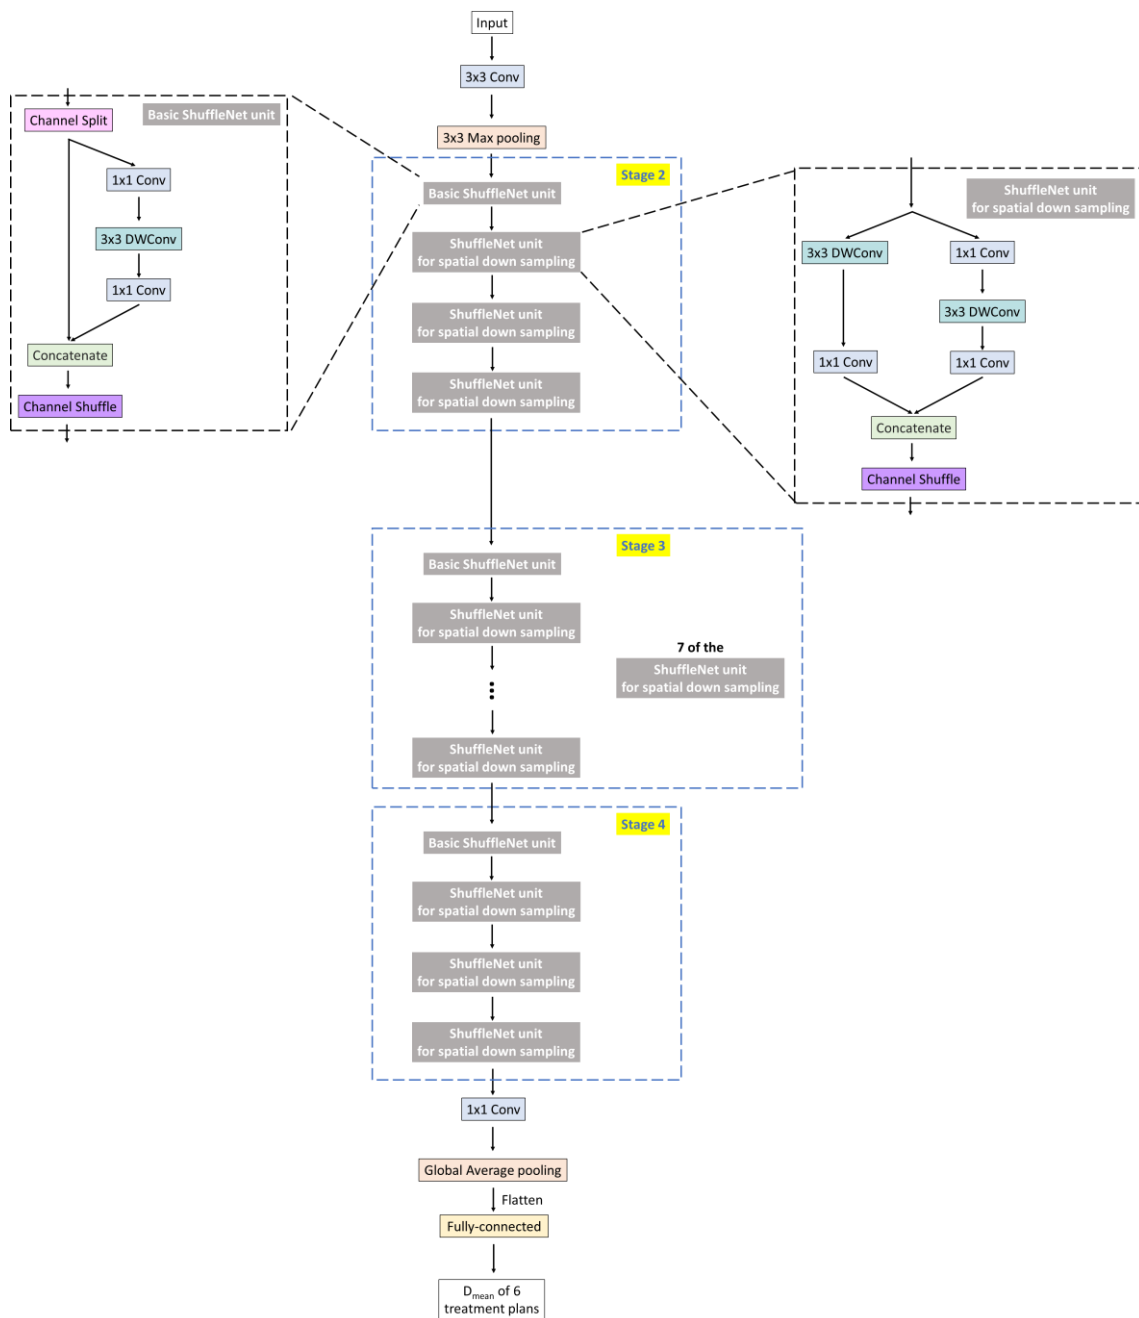 Input
3x3 Conv
3x3 Max pooling
Channel Split
Basic ShuffleNet unit
1x1 Conv
3x3 DWConv
1x1 Conv
Concatenate
Channel Shuffle
Stage 2
Basic ShuffleNet unit
ShuffleNet unit
for spatial down sampling
ShuffleNet unit
for spatial down sampling
ShuffleNet unit
for spatial down sampling
ShuffleNet unit
for spatial down sampling
3x3 DWConv
1x1 Conv
3x3 DWConv
1x1 Conv
1x1 Conv
Concatenate
Channel Shuffle
Stage 3
Basic ShuffleNet unit
ShuffleNet unit
for spatial down sampling
7 of the
ShuffleNet unit
for spatial down sampling
ShuffleNet unit
for spatial down sampling
Stage 4
Basic ShuffleNet unit
ShuffleNet unit
for spatial down sampling
ShuffleNet unit
for spatial down sampling
ShuffleNet unit
for spatial down sampling
1x1 Conv
Global Average pooling
Flatten
Fully-connected
Dmean of 6
treatment plans